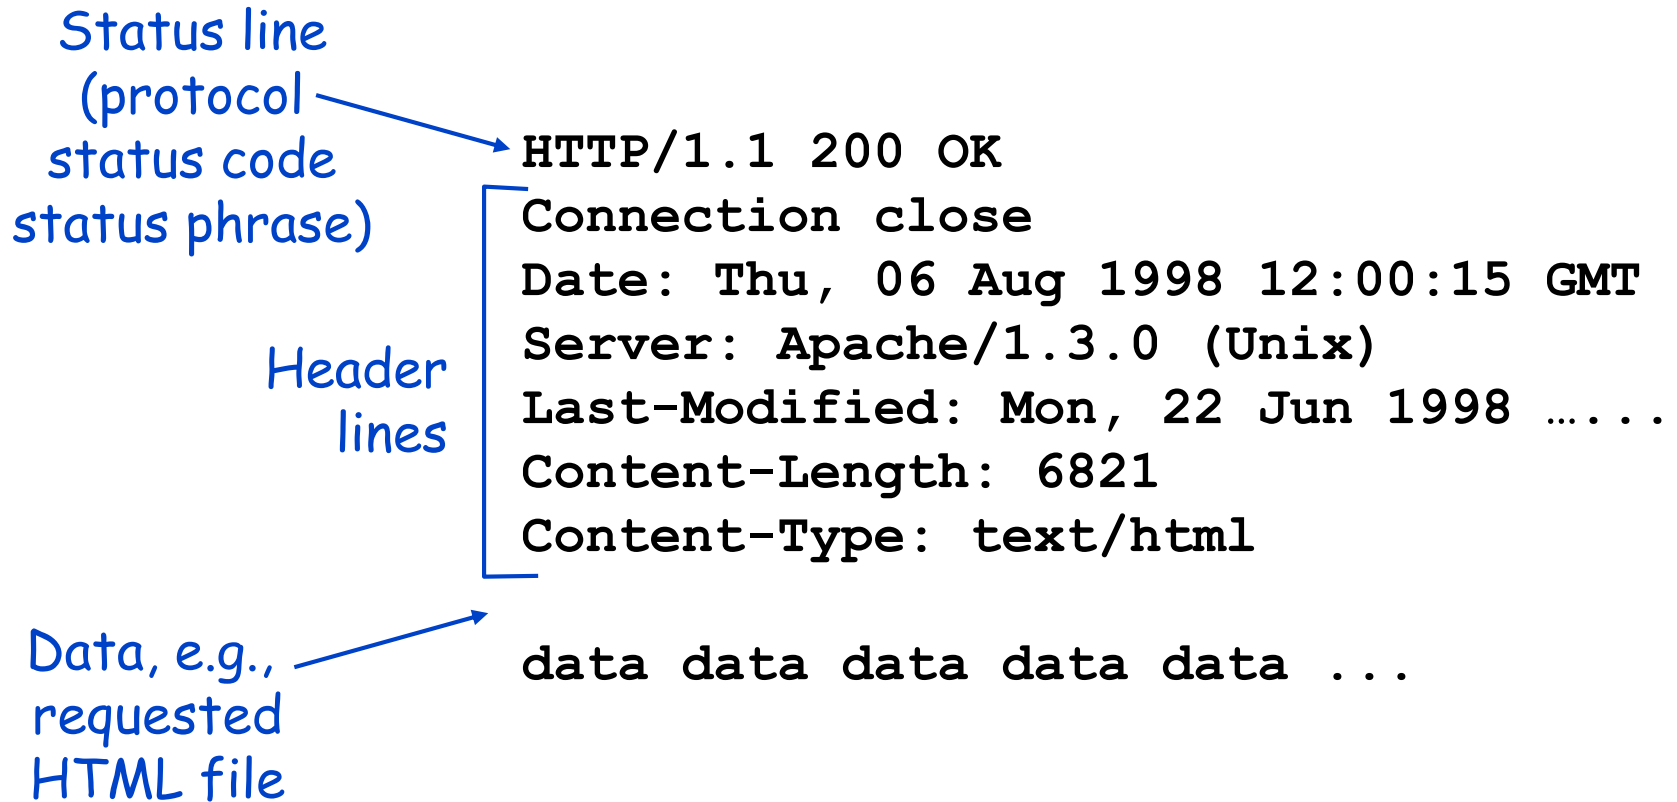 Status line
(protocol
status code
status phrase)
HTTP/1.1 200 OK
Connection close
Date: Thu, 06 Aug 1998 12:00:15 GMT
Server: Apache/1.3.0 (Unix)
Last-Modified: Mon, 22 Jun 1998 …...
Content-Length: 6821
Content-Type: text/html
Header
lines
Data, e.g.,
requested
HTML file
data data data data data ...